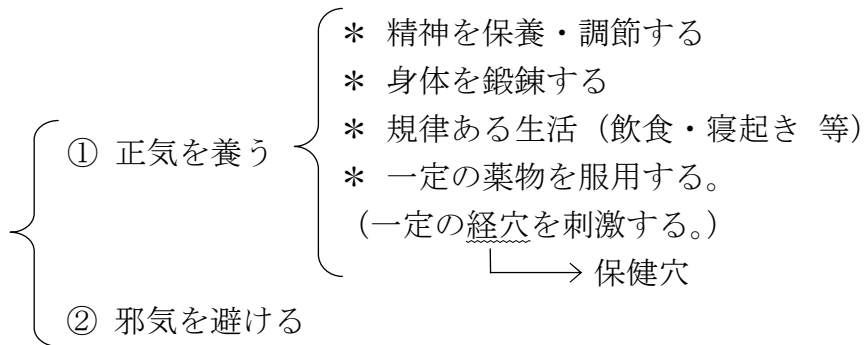 ＊ 精神を保養・調節する
＊ 身体を鍛錬する
＊ 規律ある生活（飲食・寝起き 等）
① 正気を養う
＊ 一定の薬物を服用する。
（一定の経穴を刺激する。）
保健穴
② 邪気を避ける